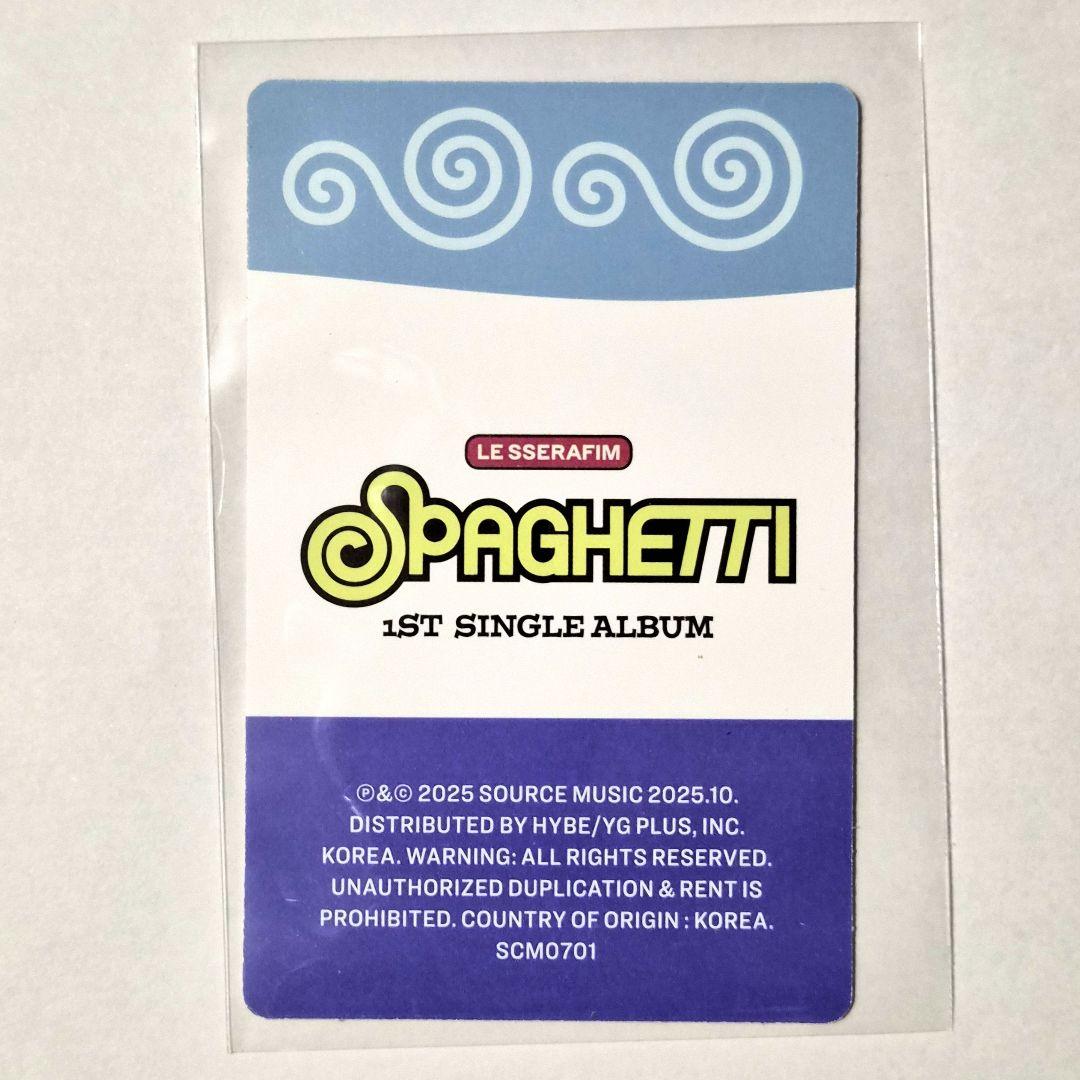 LE SSERAFIM
SPAGHETTI
1ST SINGLE ALBUM
℗&© 2025 SOURCE MUSIC 2025.10.
DISTRIBUTED BY HYBE/YG PLUS, INC.
KOREA. WARNING: ALL RIGHTS RESERVED.
UNAUTHORIZED DUPLICATION & RENT IS
PROHIBITED. COUNTRY OF ORIGIN : KOREA.
SCM0701